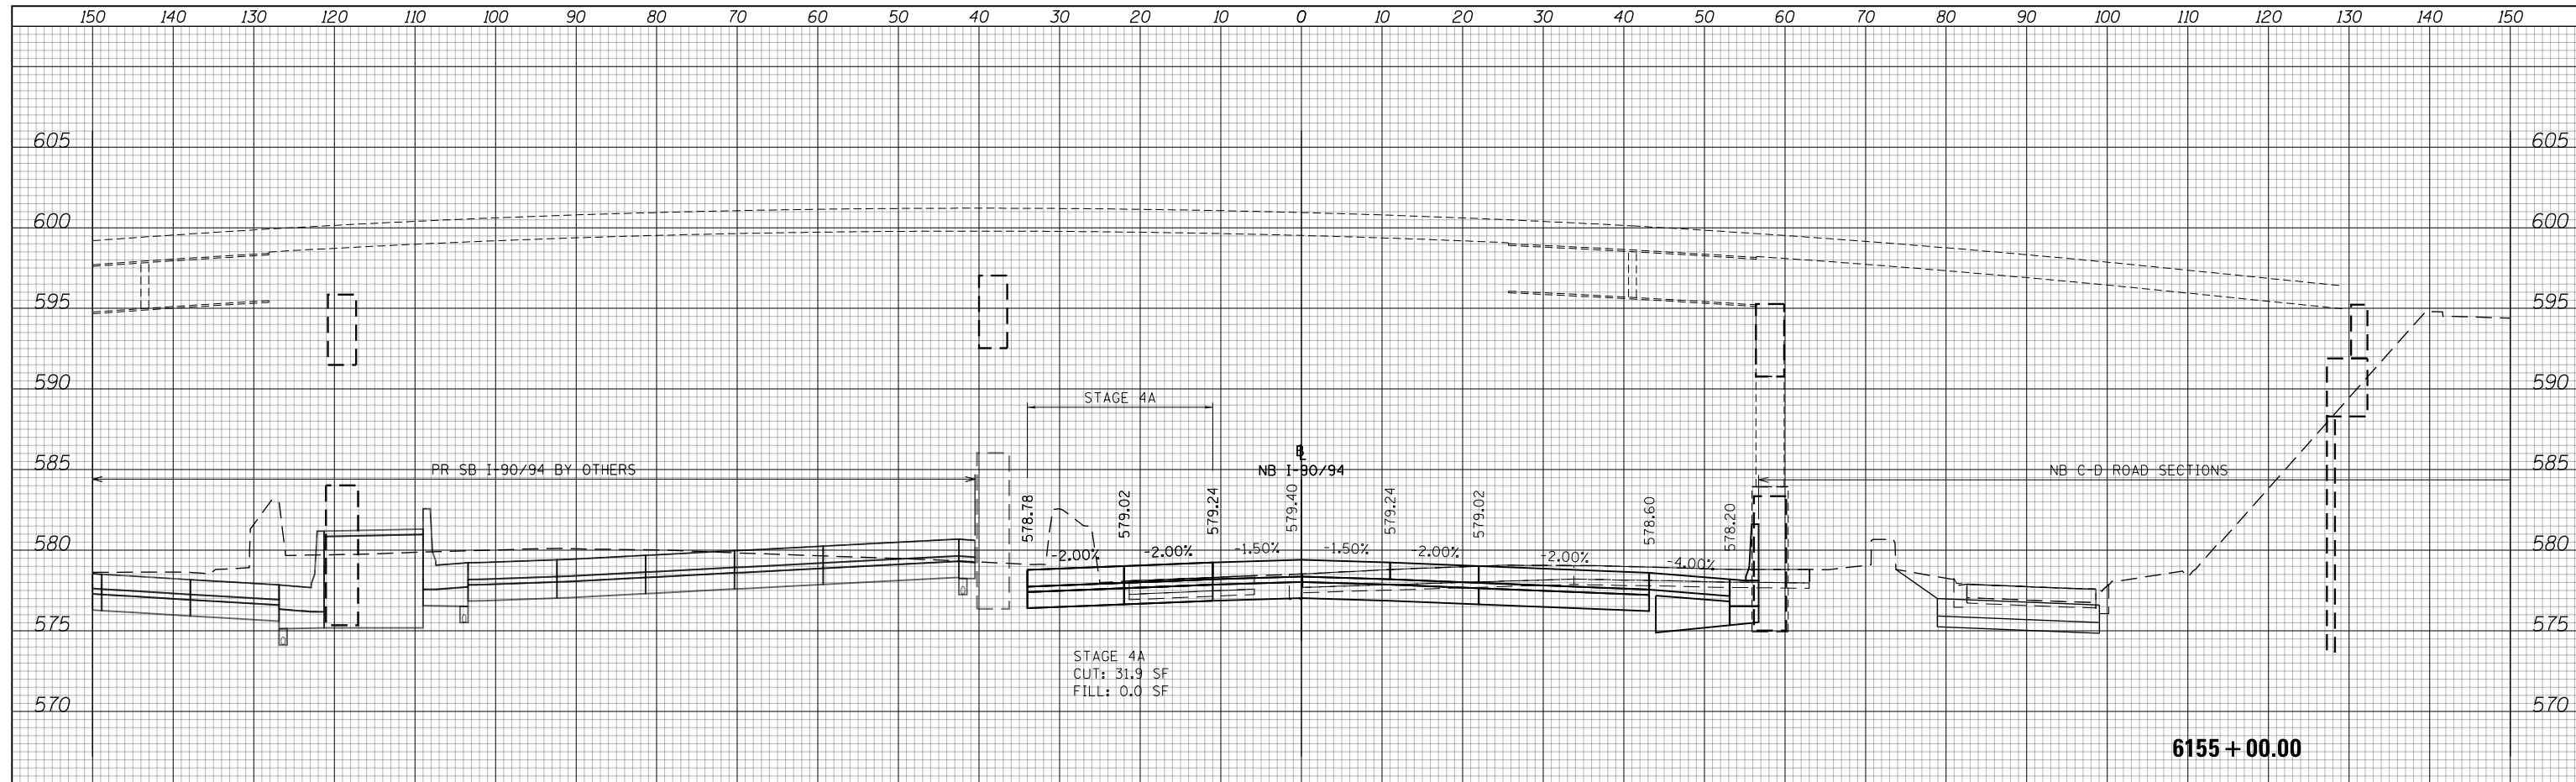 150 140 130 120 110 100 90 80 70 60 50 40 30 20 10 0 10 20 30 40 50 60 70 80 90 100 110 120 130 140 150
605 605
600 600
595 595
590 590
STAGE 4A
B
L
585 PR SB I-90/94 BY OTHERS NB I-90/94 NB C-D ROAD SECTIONS 585
578.78 579.02 579.24 579.40 579.24 579.02 578.60 578.20
580 580
-2.00% -2.00% -1.50% -1.50% -2.00% -2.00% -4.00%
575 575
STAGE 4A
CUT: 31.9 SF
FILL: 0.0 SF
570 570
6155+00.00